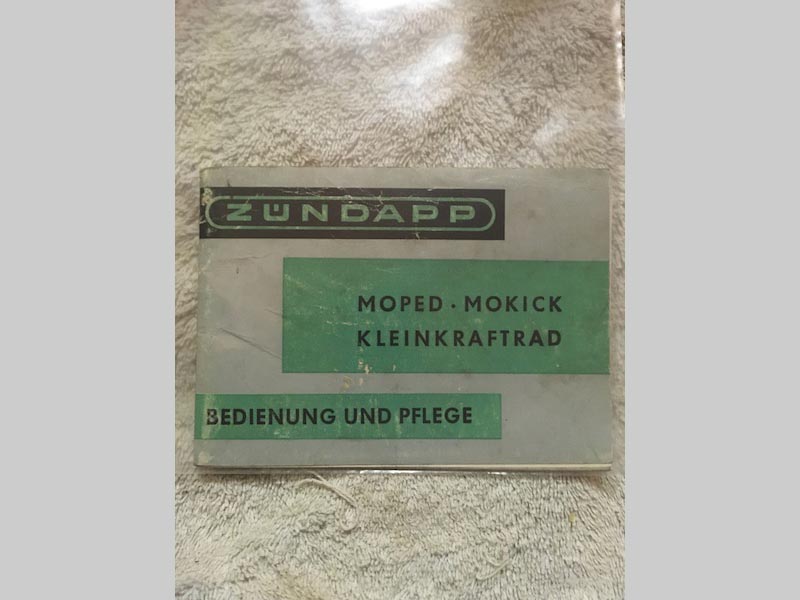 ZÜNDAPP
MOPED · MOKICK
KLEINKRAFTRAD
BEDIENUNG UND PFLEGE